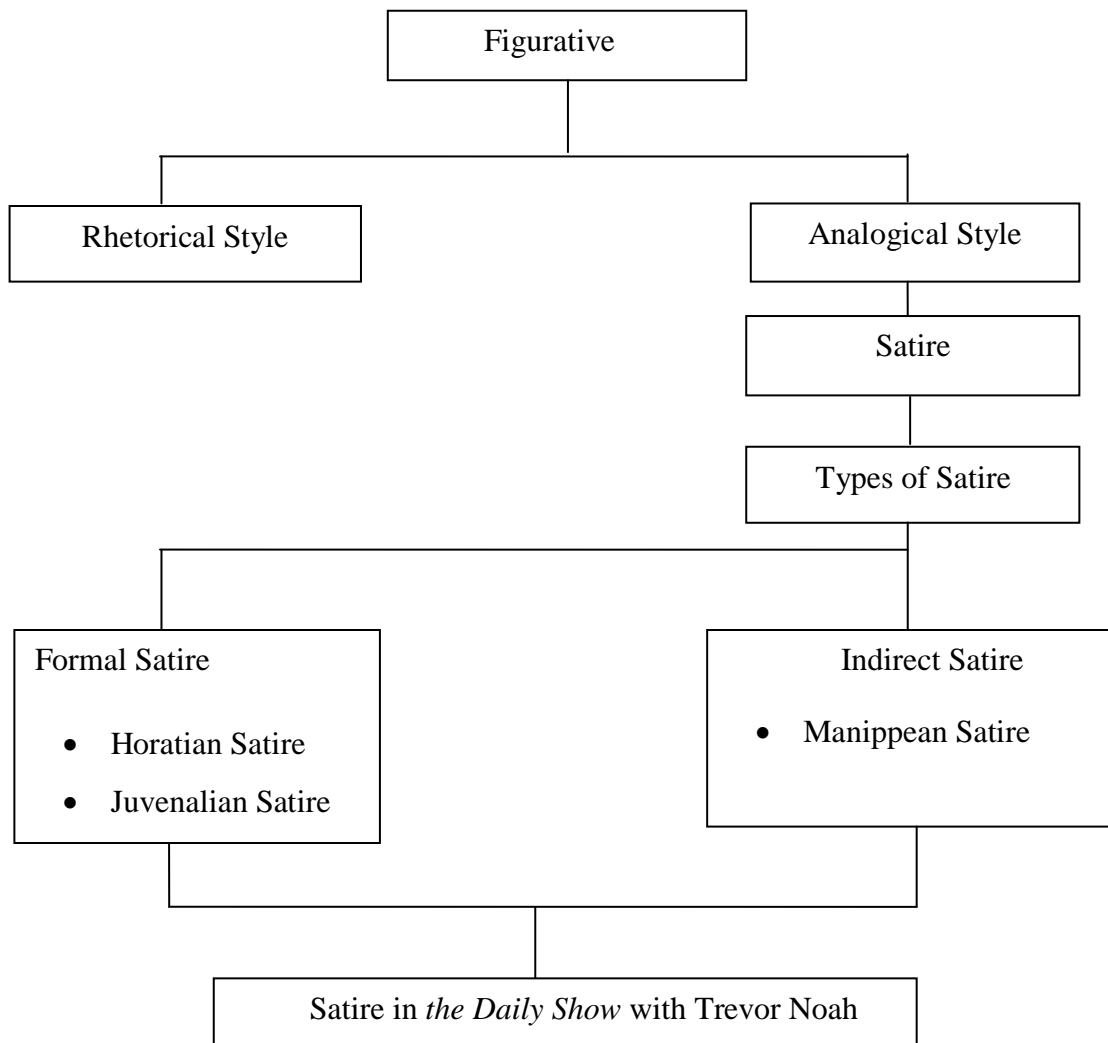 Figurative
Rhetorical Style
Analogical Style
Satire
Types of Satire
Formal Satire
• Horatian Satire
• Juvenalian Satire
Indirect Satire
• Manippean Satire
Satire in the Daily Show with Trevor Noah